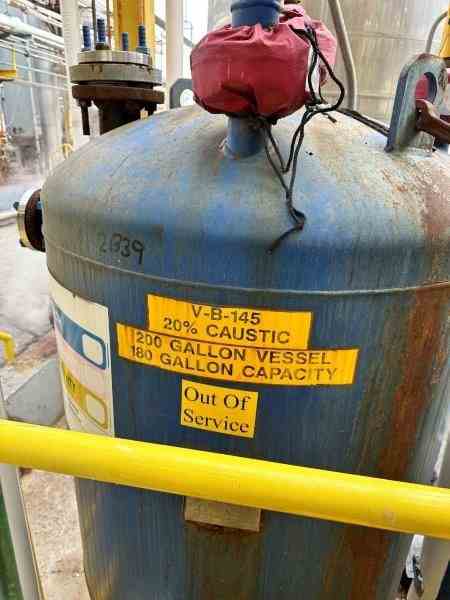 2839
V-B-145
20% CAUSTIC
200 GALLON VESSEL
180 GALLON CAPACITY
Out Of
Service